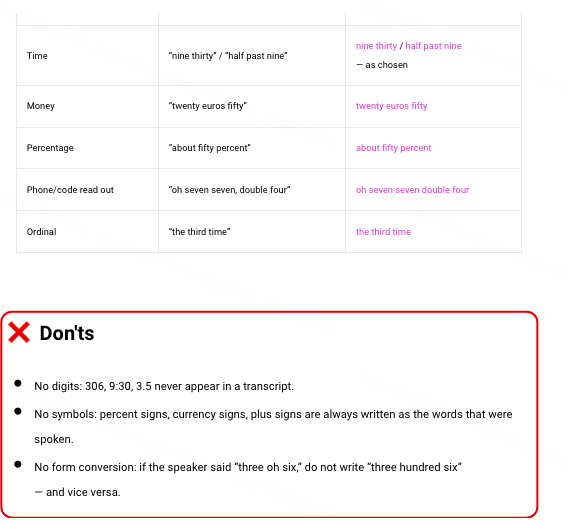 Time
“nine thirty” / “half past nine”
nine thirty / half past nine
— as chosen
Money
“twenty euros fifty”
twenty euros fifty
Percentage
“about fifty percent”
about fifty percent
Phone/code read out
“oh seven seven, double four”
oh seven seven double four
Ordinal
“the third time”
the third time
❌ Don'ts
● No digits: 306, 9:30, 3.5 never appear in a transcript.
● No symbols: percent signs, currency signs, plus signs are always written as the words that were
spoken.
● No form conversion: if the speaker said “three oh six,” do not write “three hundred six”
— and vice versa.